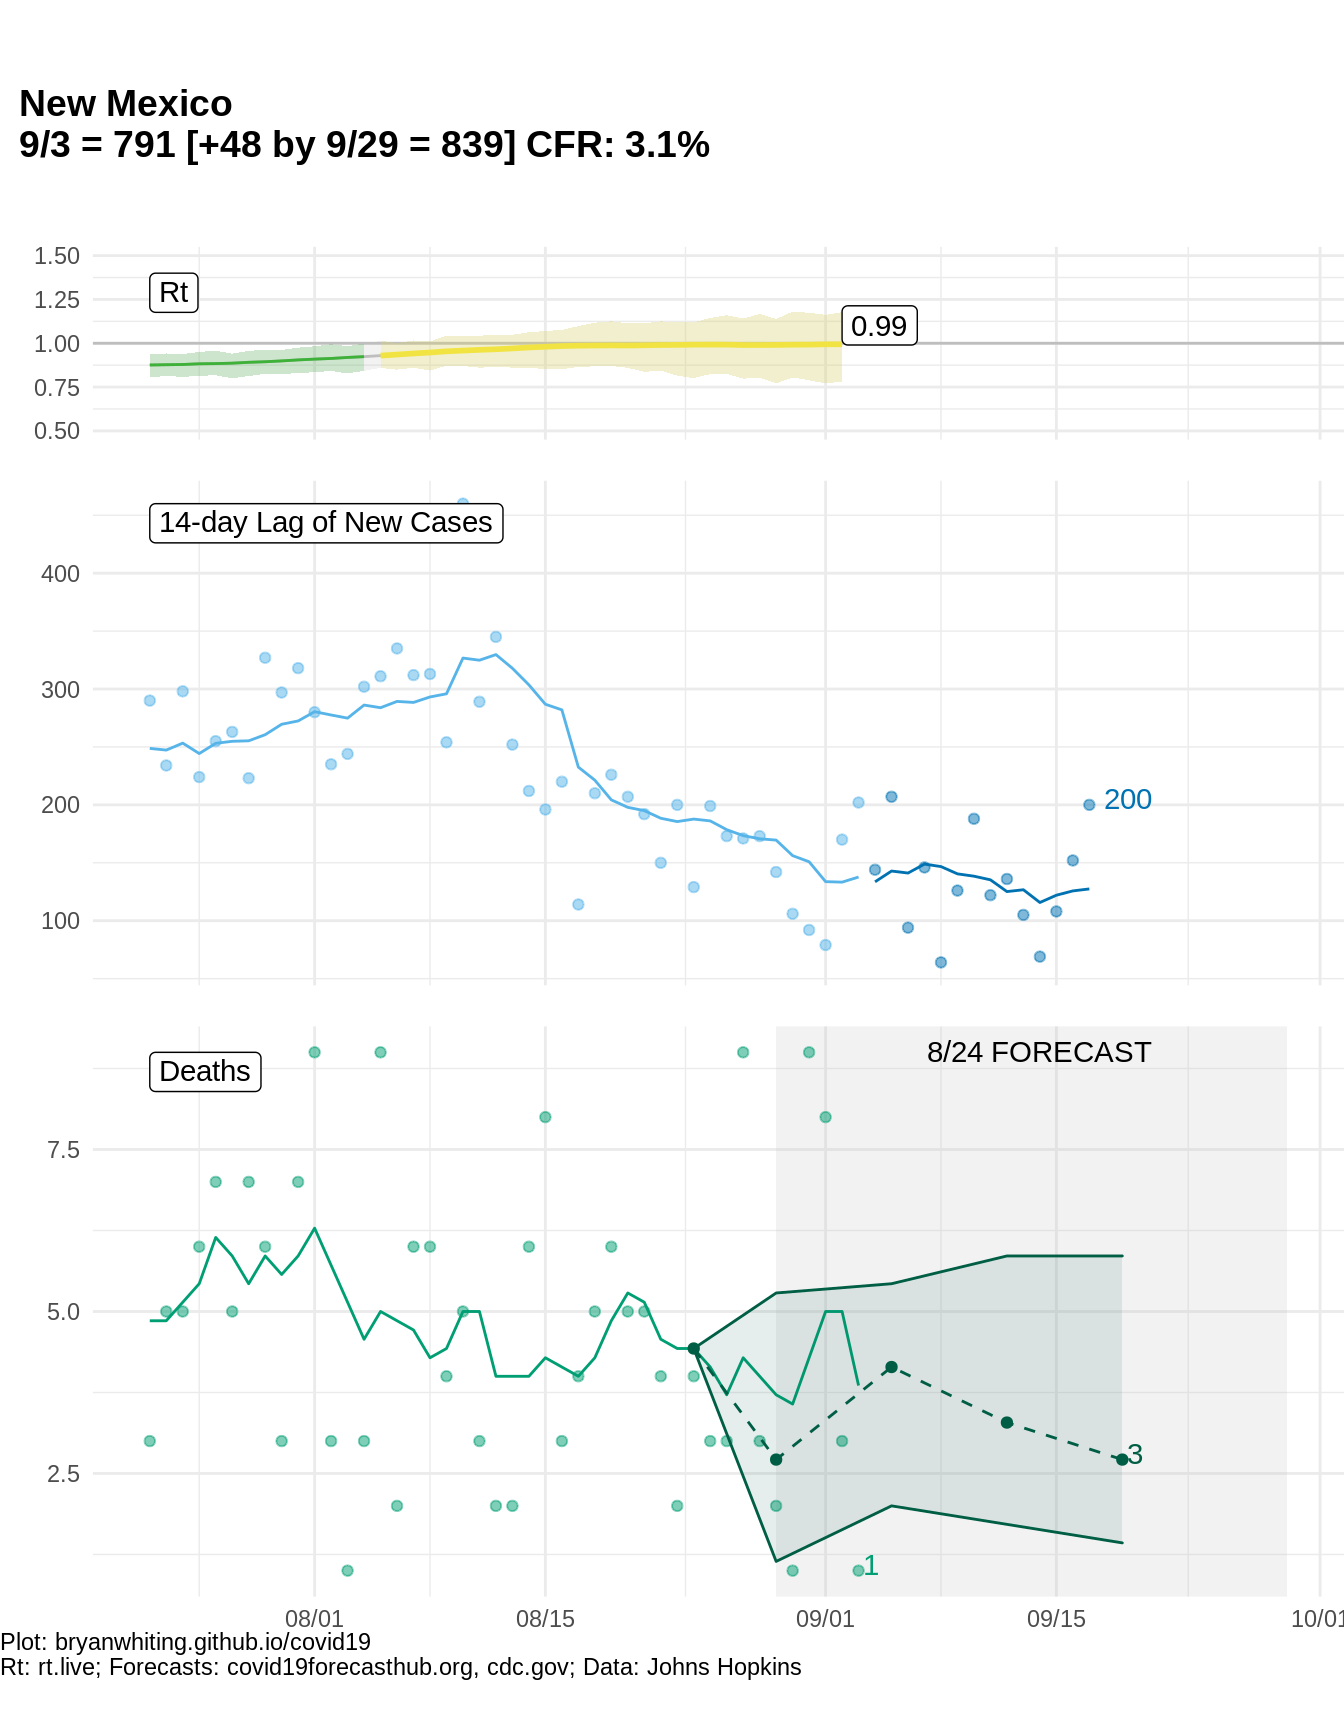 New Mexico
9/3 = 791 [+48 by 9/29 = 839] CFR: 3.1%
1.50
Rt
1.25
0.99
1.00
0.75
0.50
14-day Lag of New Cases
400
300
200
200
100
8/24 FORECAST
Deaths
7.5
5.0
3
2.5
1
08/01
08/15
09/01
09/15
10/01
Plot: bryanwhiting.github.io/covid19
Rt: rt.live; Forecasts: covid19forecasthub.org, cdc.gov; Data: Johns Hopkins